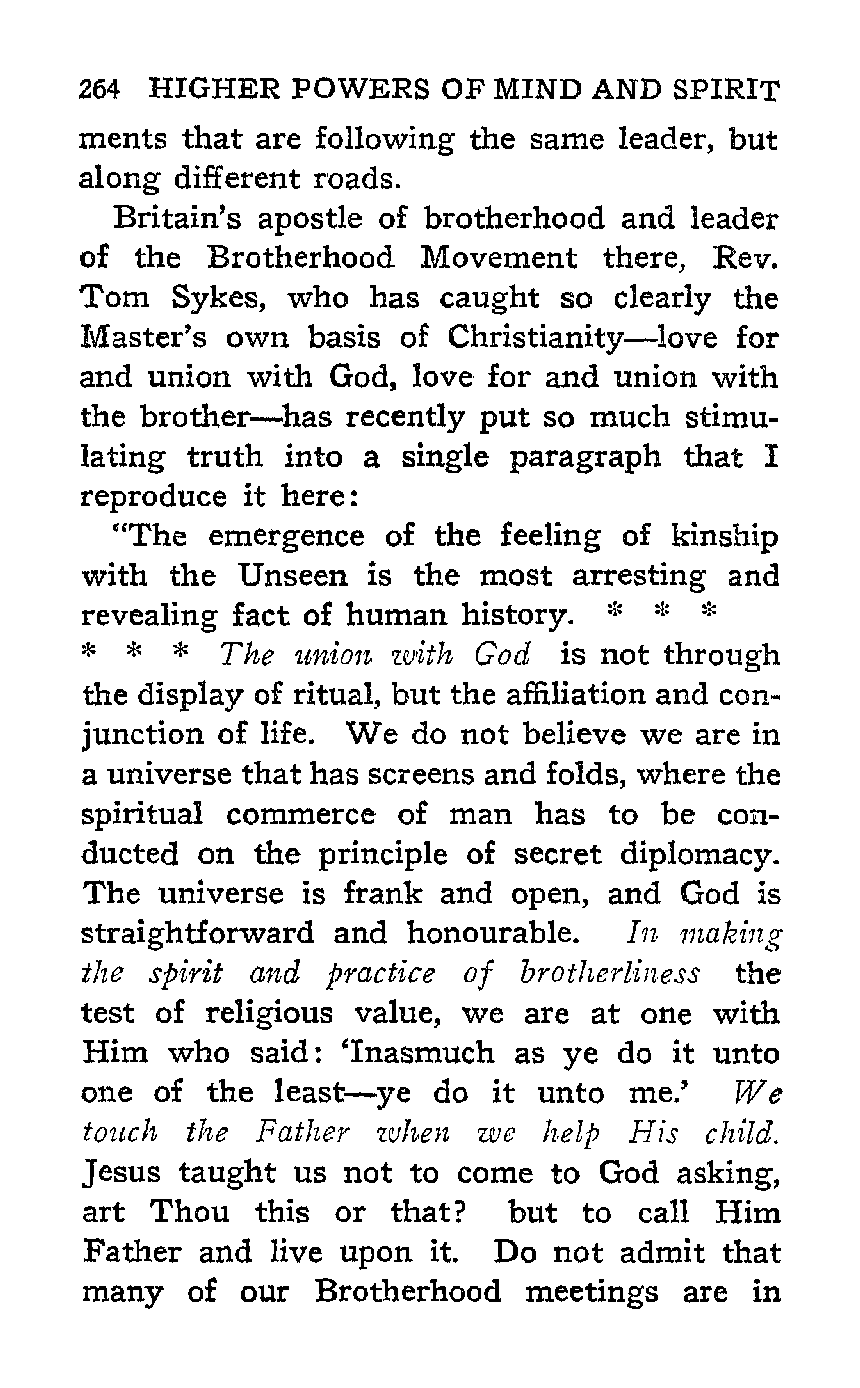 264 HIGHER POWERS OF MIND AND SPIRIT
ments that are following the same leader, but
along different roads.
Britain's apostle of brotherhood and leader
of the Brotherhood Movement there, Rev.
Tom Sykes, who has caught so clearly the
Master's own basis of Christianity—love for
and union with God, love for and union with
the brother—has recently put so much stimu-
lating truth into a single paragraph that I
reproduce it here:
"The emergence of the feeling of kinship
with the Unseen is the most arresting and
revealing fact of human history. * * *
* * * The union with God is not through
the display of ritual, but the affiliation and con-
junction of life. We do not believe we are in
a universe that has screens and folds, where the
spiritual commerce of man has to be con-
ducted on the principle of secret diplomacy.
The universe is frank and open, and God is
straightforward and honourable. In making
the spirit and practice of brotherliness the
test of religious value, we are at one with
Him who said: 'Inasmuch as ye do it unto
one of the least—ye do it unto me.' We
touch the Father when we help His child.
Jesus taught us not to come to God asking,
art Thou this or that? but to call Him
Father and live upon it. Do not admit that
many of our Brotherhood meetings are in